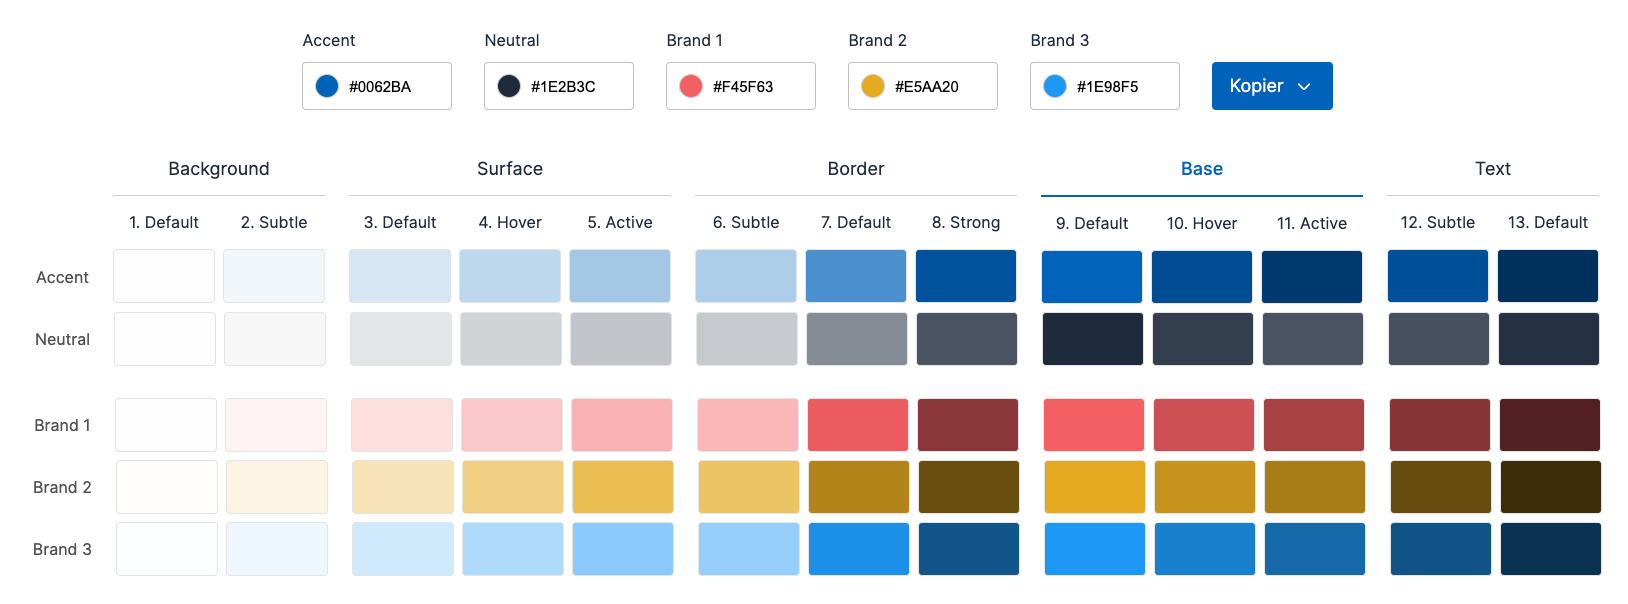 Accent Neutral Brand 1 Brand 2 Brand 3
#0062BA #1E2B3C #F45F63 #E5AA20 #1E98F5 Kopier
Background Surface Border Base Text
1. Default 2. Subtle 3. Default 4. Hover 5. Active 6. Subtle 7. Default 8. Strong 9. Default 10. Hover 11. Active 12. Subtle 13. Default
Accent
Neutral
Brand 1
Brand 2
Brand 3